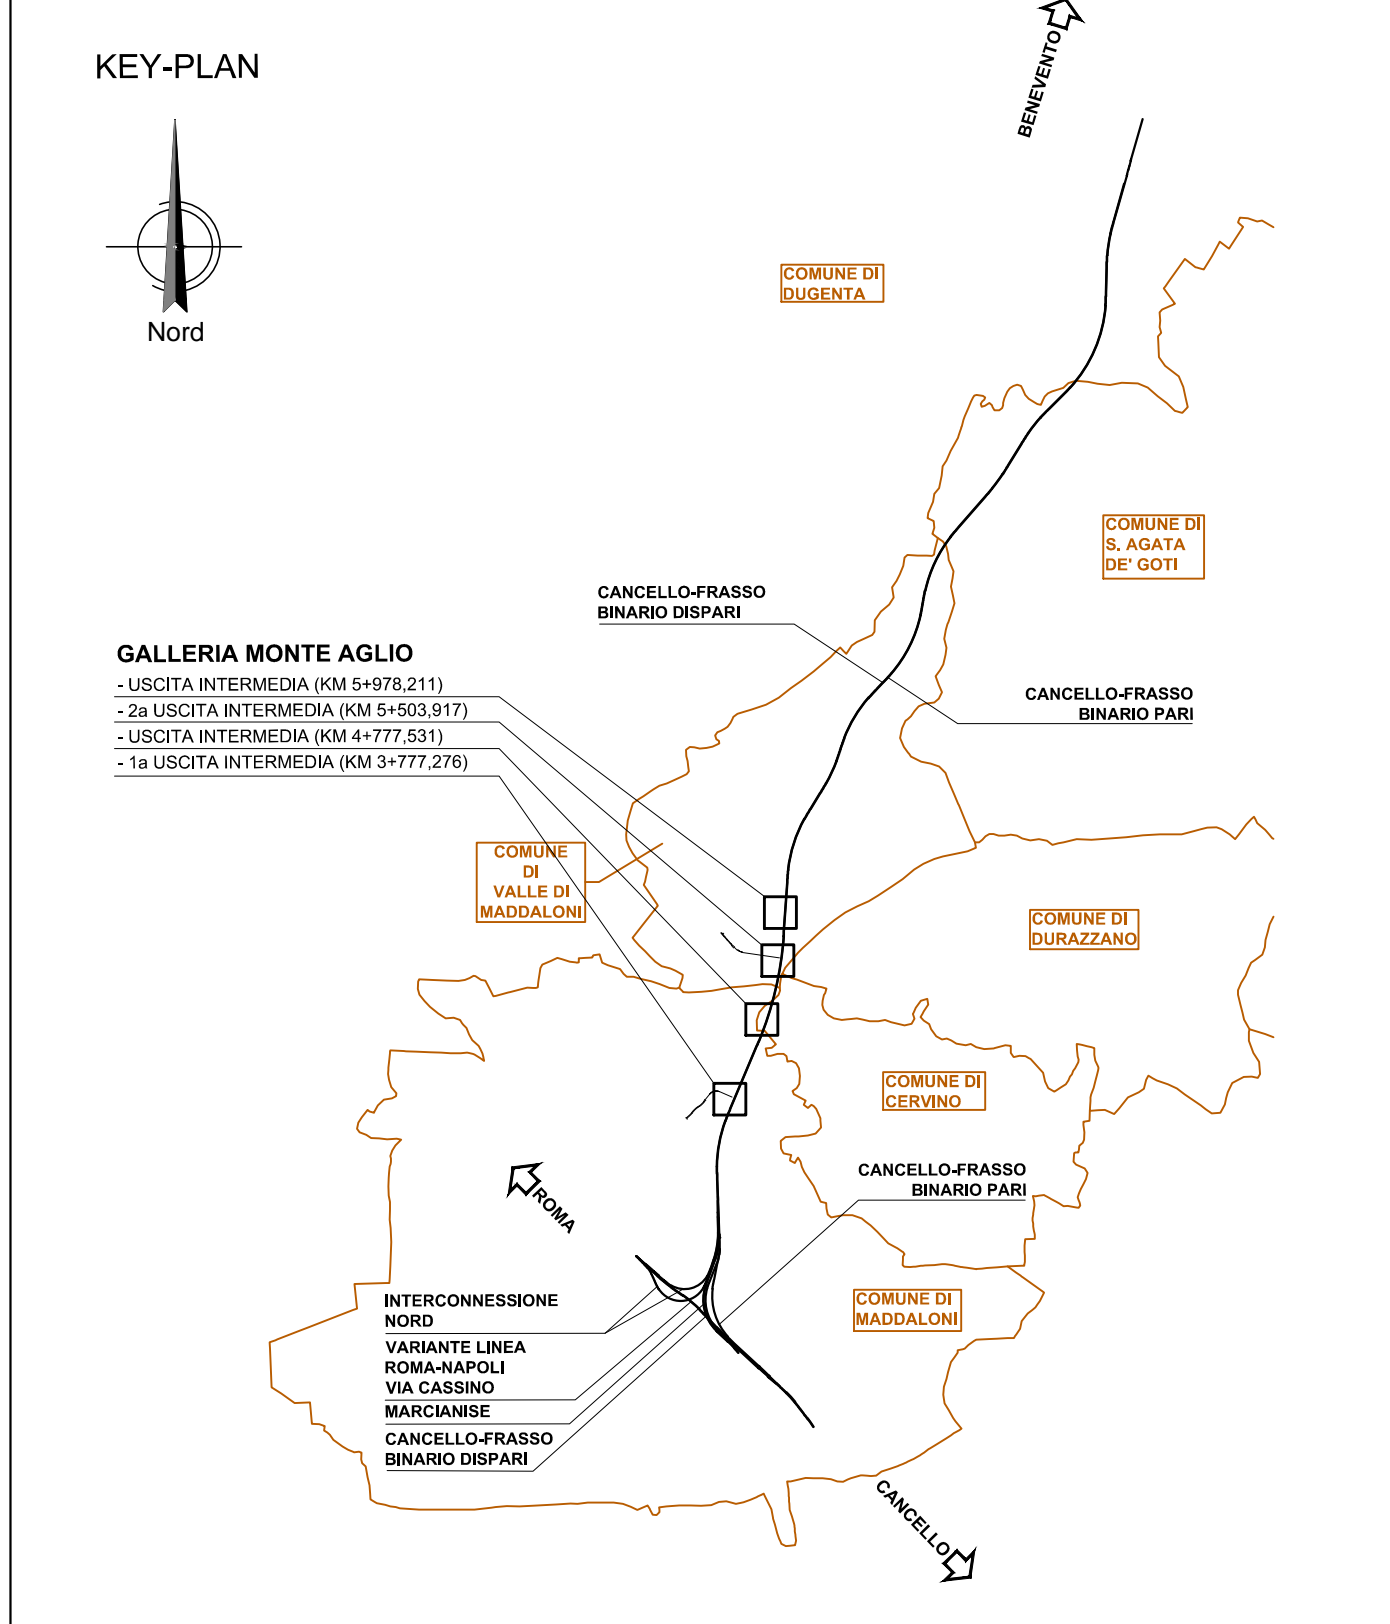 KEY-PLAN
BENEVENTO
Nord
COMUNE DI
DUGENTA
COMUNE DI
S. AGATA
DE' GOTI
CANCELLO-FRASSO
BINARIO DISPARI
GALLERIA MONTE AGLIO
- USCITA INTERMEDIA (KM 5+978,211)
- 2a USCITA INTERMEDIA (KM 5+503,917)
- USCITA INTERMEDIA (KM 4+777,531)
- 1a USCITA INTERMEDIA (KM 3+777,276)
CANCELLO-FRASSO
BINARIO PARI
COMUNE
DI
VALLE DI
MADDALONI
COMUNE DI
DURAZZANO
COMUNE DI
CERVINO
CANCELLO-FRASSO
BINARIO PARI
ROMA
INTERCONNESSIONE
NORD
VARIANTE LINEA
ROMA-NAPOLI
VIA CASSINO
MARCIANISE
CANCELLO-FRASSO
BINARIO DISPARI
COMUNE DI
MADDALONI
CANCELLO